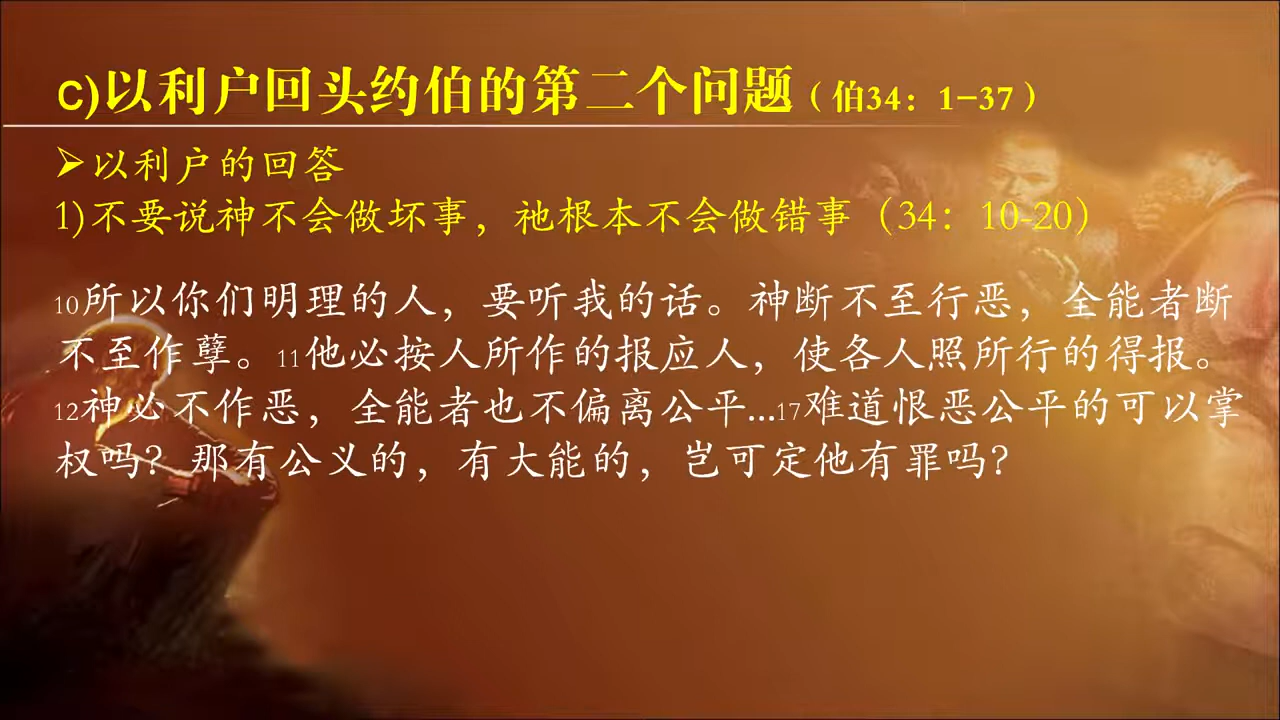 c)以利户回头约伯的第二个问题（伯34：1-37）
➢以利户的回答
1)不要说神不会做坏事，祂根本不会做错事（34：10-20）
10所以你们明理的人，要听我的话。神断不至行恶，全能者断
不至作孽。11他必按人所作的报应人，使各人照所行的得报。
12神必不作恶，全能者也不偏离公平...17难道恨恶公平的可以掌
权吗？那有公义的，有大能的，岂可定他有罪吗？